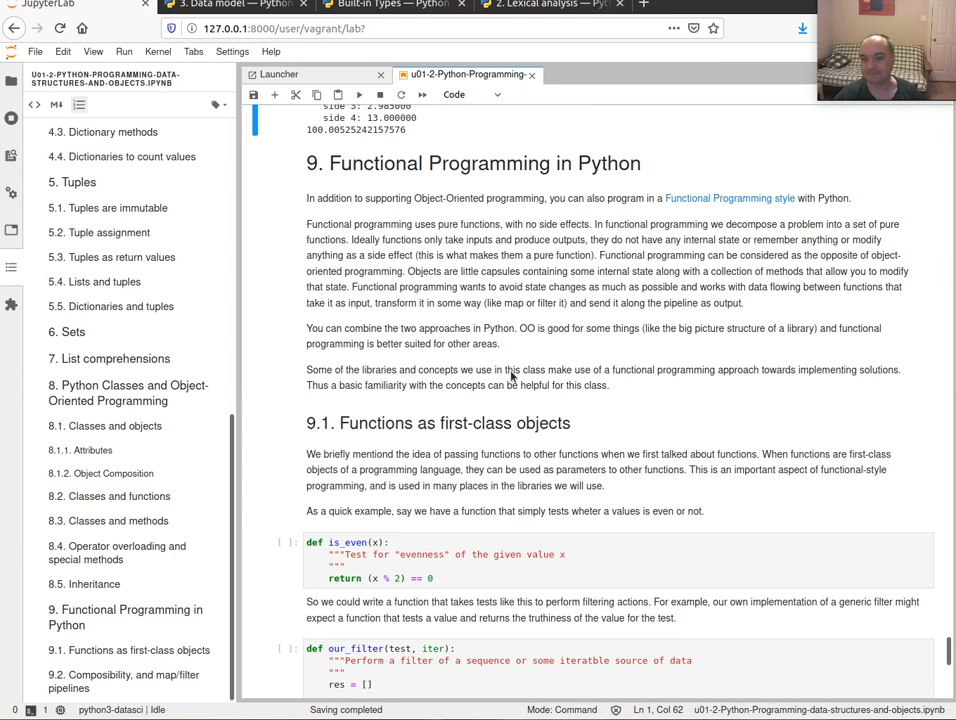 JupyterLab
3. Data model — Python
Built-in Types — Python
2. Lexical analysis — Pyt
127.0.0.1:8000/user/vagrant/lab?
File Edit View Run Kernel Tabs Settings Help
U01-2-PYTHON-PROGRAMMING-DATA-
STRUCTURES-AND-OBJECTS.IPYNB
4.3. Dictionary methods
4.4. Dictionaries to count values
5. Tuples
5.1. Tuples are immutable
5.2. Tuple assignment
5.3. Tuples as return values
5.4. Lists and tuples
5.5. Dictionaries and tuples
6. Sets
7. List comprehensions
8. Python Classes and Object-
Oriented Programming
8.1. Classes and objects
8.1.1. Attributes
8.1.2. Object Composition
8.2. Classes and functions
8.3. Classes and methods
8.4. Operator overloading and
special methods
8.5. Inheritance
9. Functional Programming in
Python
9.1. Functions as first-class objects
9.2. Composibility, and map/filter
pipelines
Launcher
u01-2-Python-Programming-
Code
side 3: 2.985000
side 4: 13.000000
100.00525242157576
9. Functional Programming in Python
In addition to supporting Object-Oriented programming, you can also program in a Functional Programming style with Python.
Functional programming uses pure functions, with no side effects. In functional programming we decompose a problem into a set of pure
functions. Ideally functions only take inputs and produce outputs, they do not have any internal state or remember anything or modify
anything as a side effect (this is what makes them a pure function). Functional programming can be considered as the opposite of object-
oriented programming. Objects are little capsules containing some internal state along with a collection of methods that allow you to modify
that state. Functional programming wants to avoid state changes as much as possible and works with data flowing between functions that
take it as input, transform it in some way (like map or filter it) and send it along the pipeline as output.
You can combine the two approaches in Python. OO is good for some things (like the big picture structure of a library) and functional
programming is better suited for other areas.
Some of the libraries and concepts we use in this class make use of a functional programming approach towards implementing solutions.
Thus a basic familiarity with the concepts can be helpful for this class.
9.1. Functions as first-class objects
We briefly mentiond the idea of passing functions to other functions when we first talked about functions. When functions are first-class
objects of a programming language, they can be used as parameters to other functions. This is an important aspect of functional-style
programming, and is used in many places in the libraries we will use.
As a quick example, say we have a function that simply tests wheter a values is even or not.
[ ]: def is_even(x):
"""Test for "evenness" of the given value x
"""
return (x % 2) == 0
So we could write a function that takes tests like this to perform filtering actions. For example, our own implementation of a generic filter might
expect a function that tests a value and returns the truthiness of the value for the test.
[ ]: def our_filter(test, iter):
"""Perform a filter of a sequence or some iteratble source of data
"""
res = []
0 1 python3-datasci | Idle Saving completed Mode: Command Ln 1, Col 62 u01-2-Python-Programming-data-structures-and-objects.ipynb